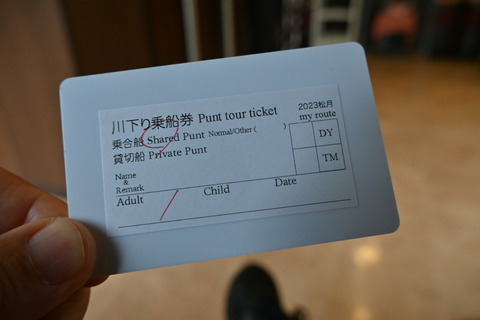 川下り乗船券 Punt tour ticket
2023松月
my route
乗合船 Shared Punt Normal/Other ( )
貸切船 Private Punt
DY
TM
Name
&
Remark
Adult / Child Date